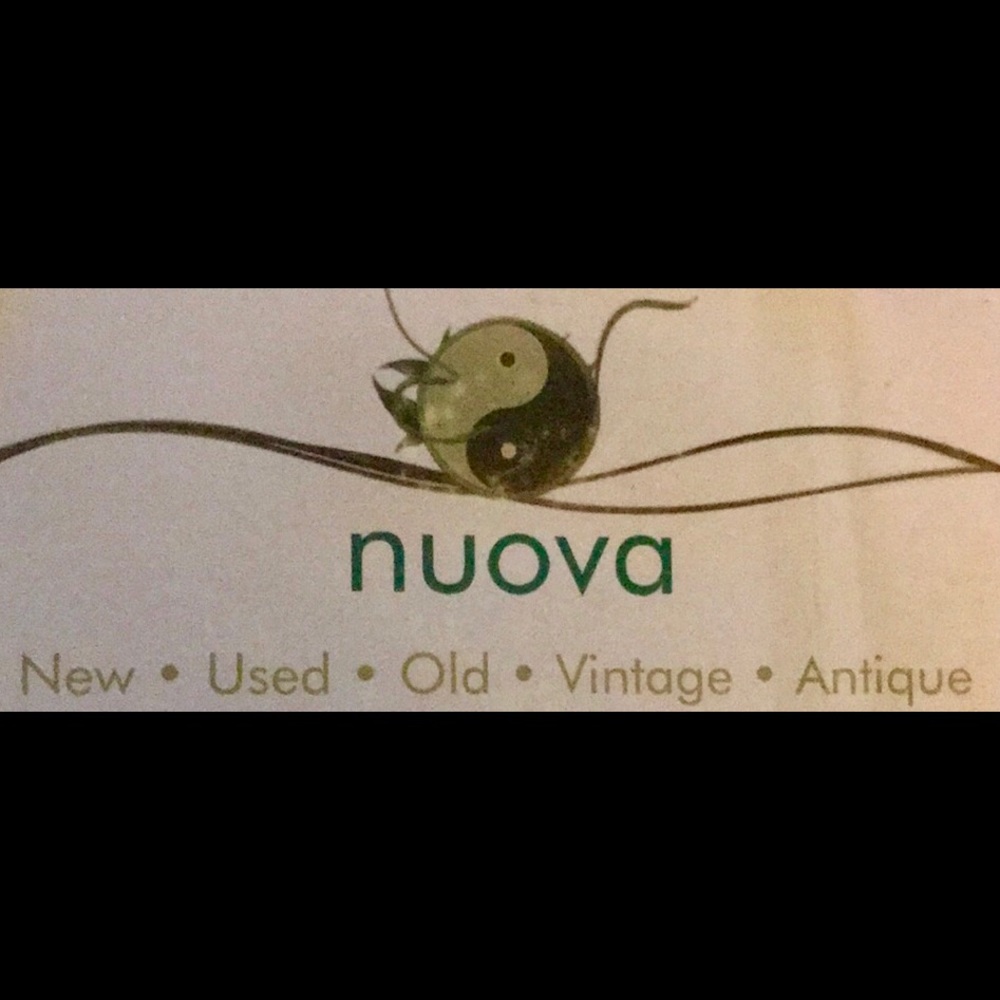 nuova
New • Used • Old • Vintage • Antique